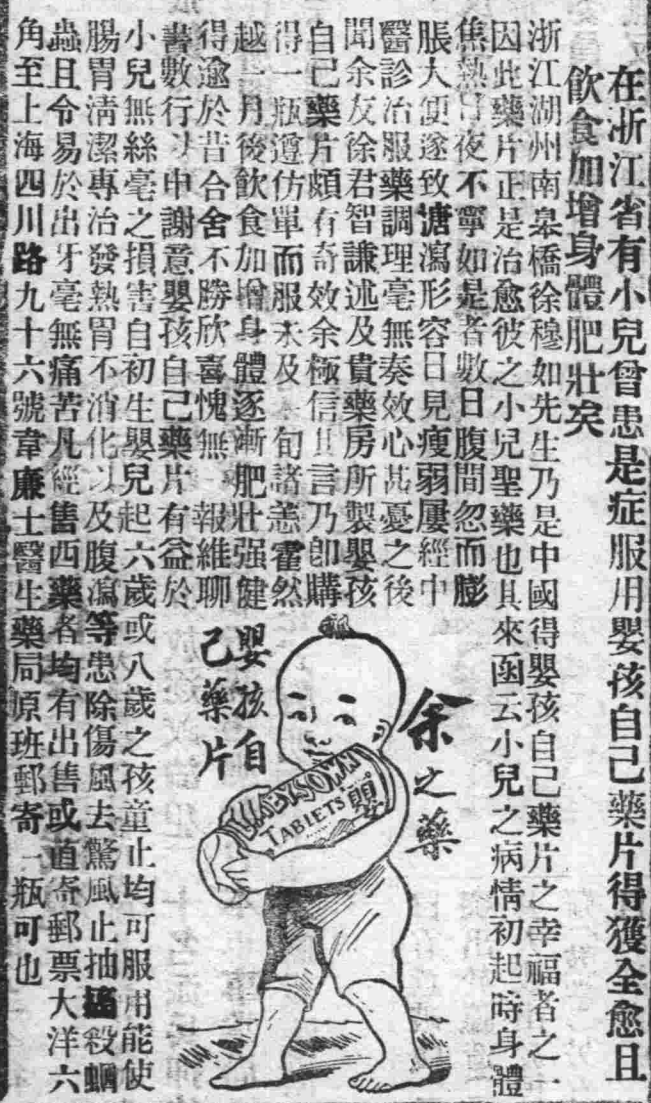 在浙江省有小兒曾患是症服用嬰孩自己藥片得獲全愈且
飲食加增身體肥壯矣
浙江湖州南皋橋徐穆如先生乃是中國得嬰孩自己藥片之幸福者之一
因此藥片正是治愈彼之小兒聖藥也其來函云小兒之病情初起時身體
焦熱日夜不寧如是者數日腹間忽而膨
脹大便遂致溏瀉形容日見瘦弱屢經中
醫診治服藥調理毫無奏效心甚憂之後
聞余友徐君智謙述及貴藥房所製嬰孩
自己藥片頗有奇效余極信其言乃卽購
得一瓶遵仿單而服未及一旬諸恙霍然
越一月後飲食加增身體逐漸肥壯强健
得逾於昔合舍不勝欣喜愧無報維聊
書數行以申謝意嬰孩自己藥片有益於
小兒無絲毫之損害自初生嬰兒起六歲或八歲之孩童止均可服用能使
腸胃清潔專治發熱胃不消化以及腹瀉等患除傷風去驚風止抽搐殺蛔
蟲且令易於出牙毫無痛苦凡經售西藥者均有出售或直寄郵票大洋六
角至上海四川路九十六號韋廉士醫生藥局原班郵寄一瓶可也
余之藥
嬰孩自
己藥片
BABY'S OWN
TABLETS
嬰